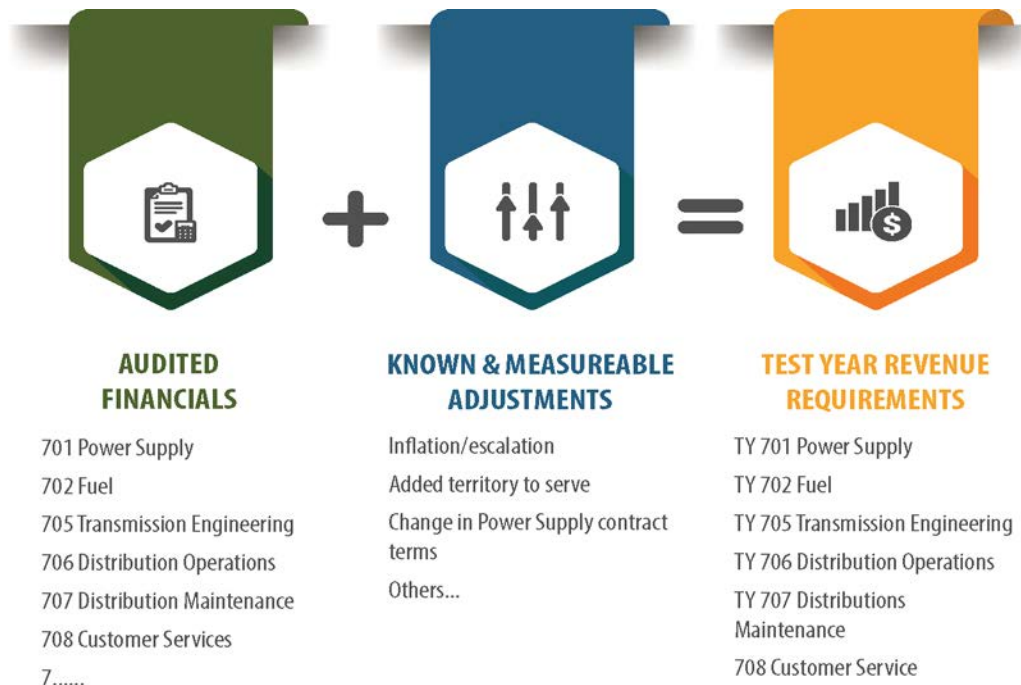 AUDITED
FINANCIALS
701 Power Supply
702 Fuel
705 Transmission Engineering
706 Distribution Operations
707 Distribution Maintenance
708 Customer Services
7......
+
KNOWN & MEASUREABLE
ADJUSTMENTS
Inflation/escalation
Added territory to serve
Change in Power Supply contract
terms
Others...
=
$
TEST YEAR REVENUE
REQUIREMENTS
TY 701 Power Supply
TY 702 Fuel
TY 705 Transmission Engineering
TY 706 Distribution Operations
TY 707 Distributions
Maintenance
708 Customer Service